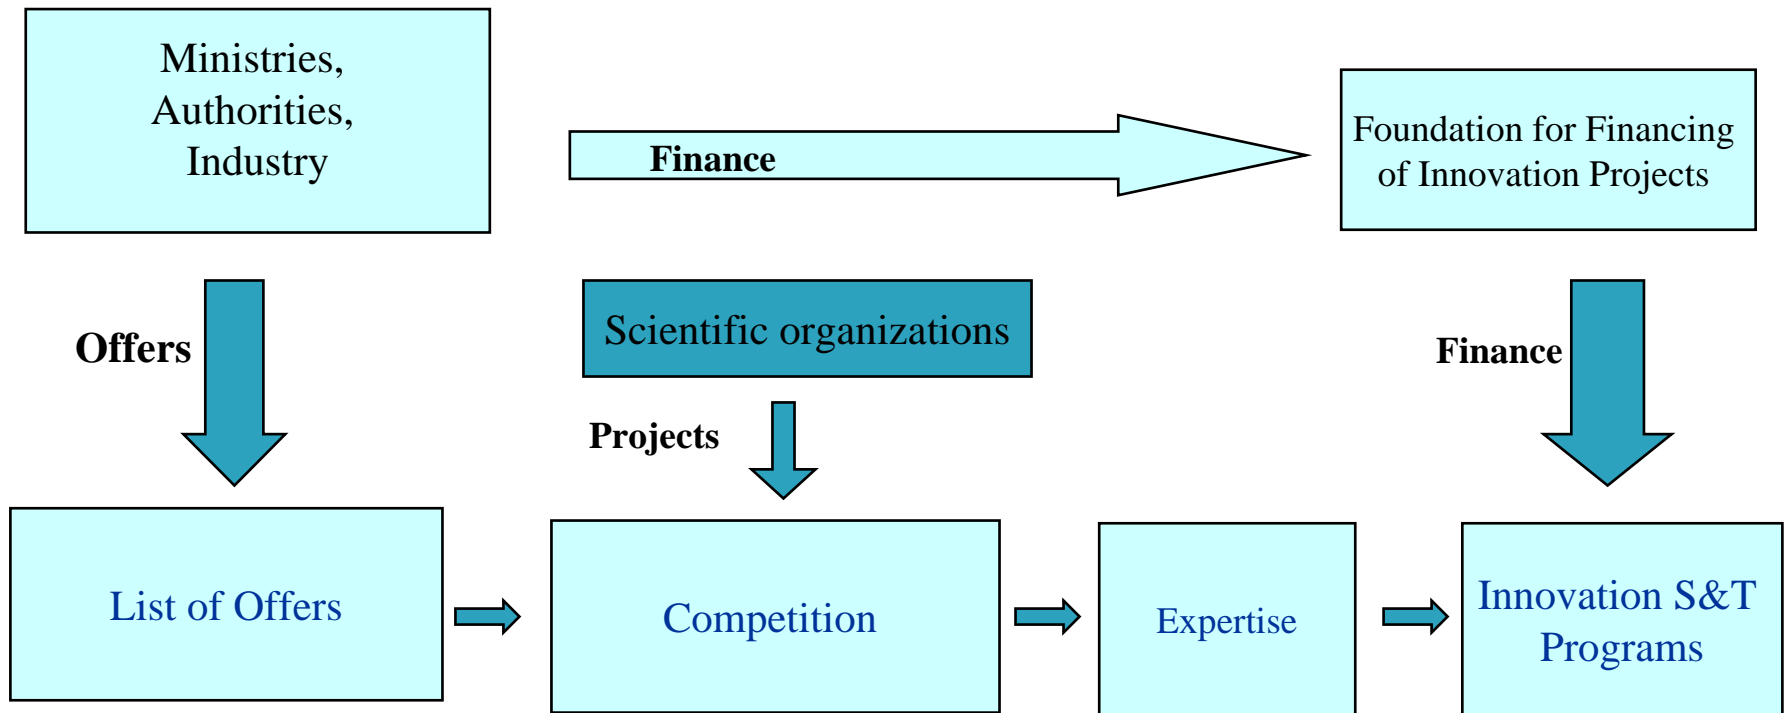 Ministries,
Authorities,
Industry
Finance
Foundation for Financing
of Innovation Projects
Offers
Scientific organizations
Finance
Projects
List of Offers
Competition
Expertise
Innovation S&T
Programs